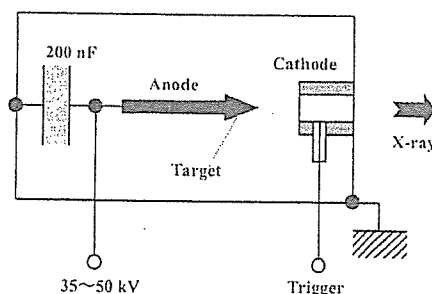 200 nF
Anode
Cathode
X-ray
Target
35～50 kV
Trigger